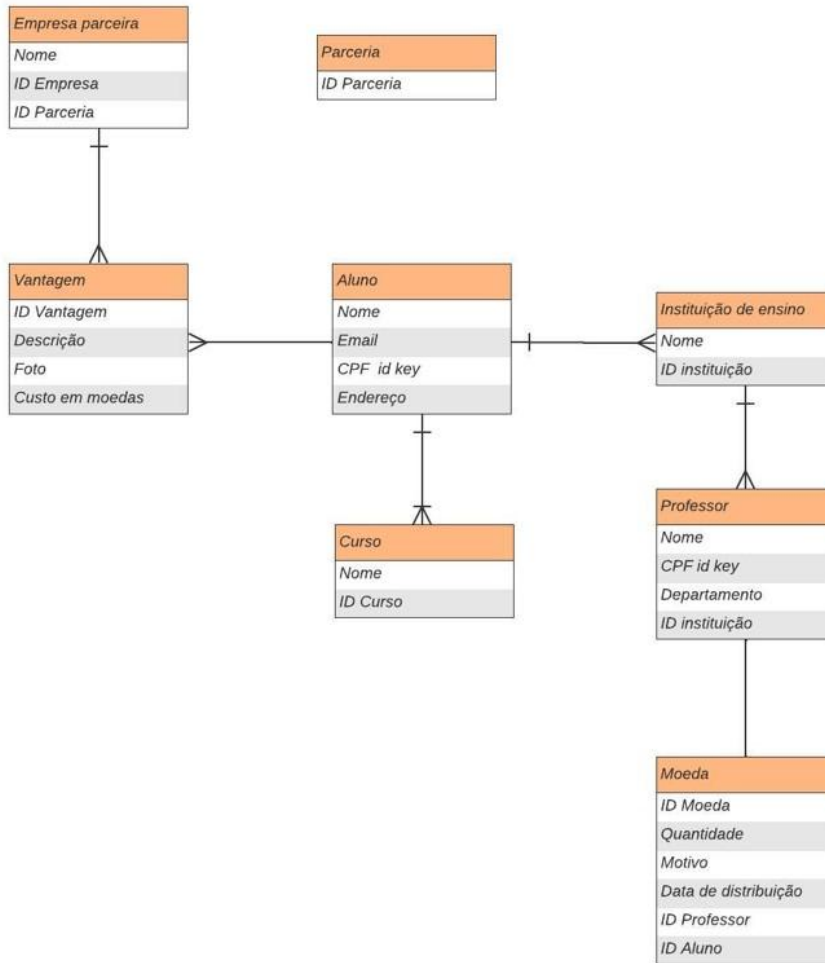 Empresa parceira
Nome
ID Empresa
ID Parceria
Parceria
ID Parceria
Vantagem
ID Vantagem
Descrição
Foto
Custo em moedas
Aluno
Nome
Email
CPF id key
Endereço
Instituição de ensino
Nome
ID instituição
Curso
Nome
ID Curso
Professor
Nome
CPF id key
Departamento
ID instituição
Moeda
ID Moeda
Quantidade
Motivo
Data de distribuição
ID Professor
ID Aluno